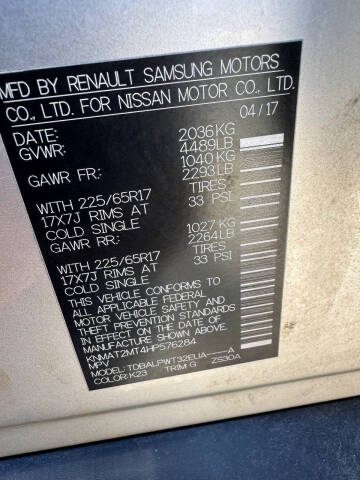 MFD BY RENAULT SAMSUNG MOTORS
CO., LTD. FOR NISSAN MOTOR CO., LTD.
DATE: 04/17
GVWR: 2036KG
4489LB
GAWR FR: 1040KG
2293LB
WITH 225/65R17 TIRES
17X7J RIMS AT 33 PSI
COLD SINGLE
GAWR RR: 1027KG
2264LB
WITH 225/65R17 TIRES
17X7J RIMS AT 33 PSI
COLD SINGLE
THIS VEHICLE CONFORMS TO
ALL APPLICABLE FEDERAL
MOTOR VEHICLE SAFETY AND
THEFT PREVENTION STANDARDS
IN EFFECT ON THE DATE OF
MANUFACTURE SHOWN ABOVE.
KNMAT2MT4HP576284
MPV
MODEL: TDBALPWT32EUA-----A
COLOR:K23 TRIM G ZS30A